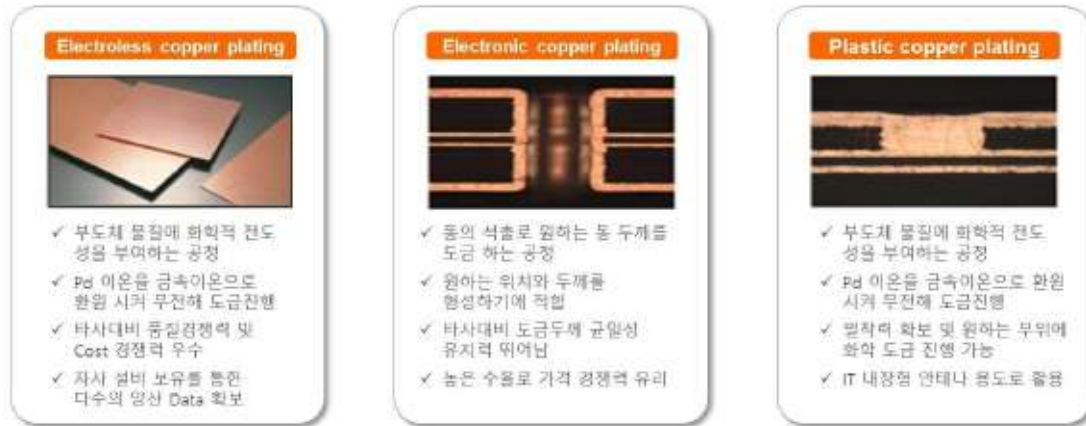 Electroless copper plating
✓ 부도체 물질에 화학적 전도
성을 부여하는 공정
✓ Pd 이온을 금속이온으로
환원 시켜 무전해 도금진행
✓ 타사대비 품질경쟁력 및
Cost 경쟁력 우수
✓ 자사 설비 보유를 통한
다수의 양산 Data 확보
Electronic copper plating
✓ 동의 석출로 원하는 동 두께를
도금 하는 공정
✓ 원하는 위치와 두께를
형성하기에 적합
✓ 타사대비 도금두께 균일성
유지력 뛰어남
✓ 높은 수율로 가격 경쟁력 유리
Plastic copper plating
✓ 부도체 물질에 화학적 전도
성을 부여하는 공정
✓ Pd 이온을 금속이온으로 환원
시켜 무전해 도금진행
✓ 밀착력 확보 및 원하는 부위에
화학 도금 진행 가능
✓ IT 내장형 안테나 용도로 활용